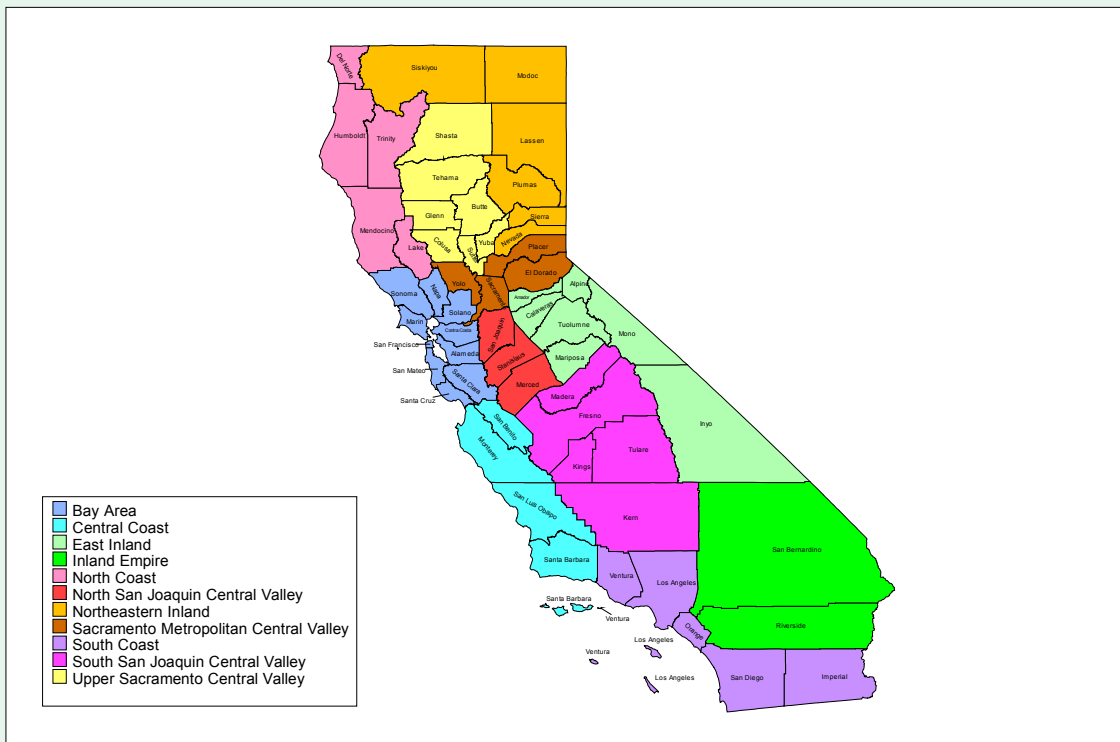 Del Norte
Siskiyou
Modoc
Humboldt
Trinity
Shasta
Lassen
Tehama
Plumas
Butte
Glenn
Sierra
Mendocino
Colusa
Sutter
Yuba
Nevada
Lake
Placer
El Dorado
Yolo
Sacramento
Sonoma
Napa
Solano
Amador
Alpine
Calaveras
Marin
Contra Costa
San Joaquin
Tuolumne
Mono
San Francisco
Alameda
Stanislaus
Mariposa
San Mateo
Santa Clara
Merced
Santa Cruz
Madera
San Benito
Fresno
Inyo
Monterey
Kings
Tulare
San Luis Obispo
Kern
San Bernardino
Santa Barbara
Ventura
Los Angeles
Santa Barbara
Ventura
Orange
Riverside
Los Angeles
Ventura
Los Angeles
San Diego
Imperial
Bay Area
Central Coast
East Inland
Inland Empire
North Coast
North San Joaquin Central Valley
Northeastern Inland
Sacramento Metropolitan Central Valley
South Coast
South San Joaquin Central Valley
Upper Sacramento Central Valley